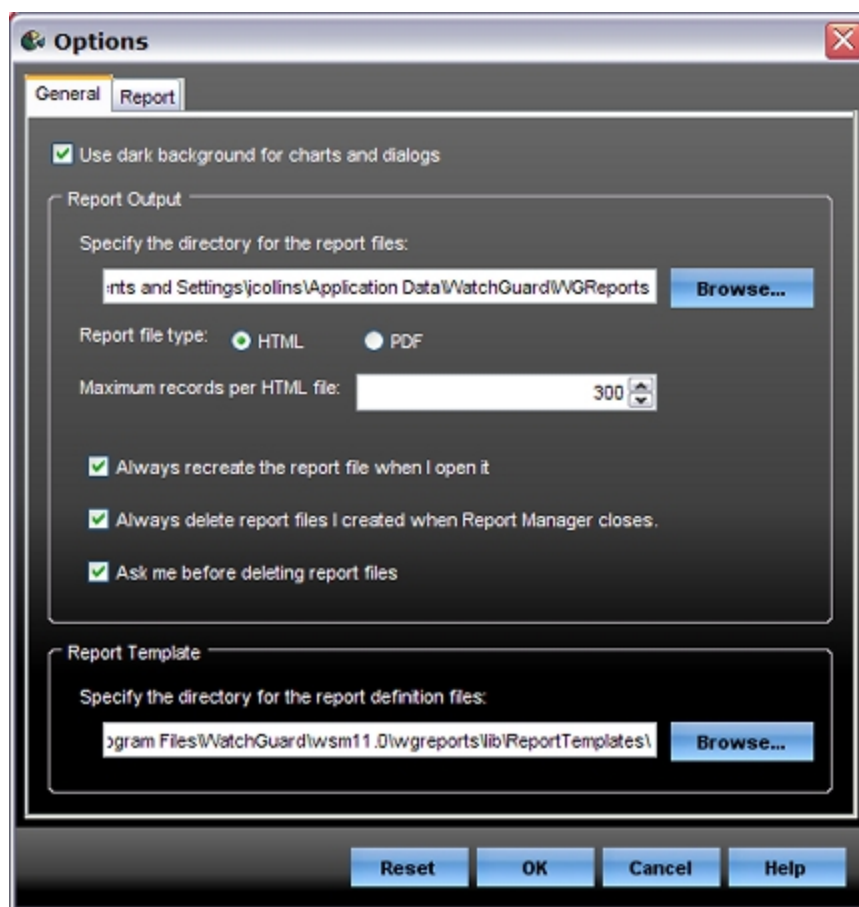 Options
General Report
Use dark background for charts and dialogs
Report Output
Specify the directory for the report files:
nts and Settings\jcollins\Application Data\WatchGuard\WGReports Browse...
Report file type: HTML PDF
Maximum records per HTML file: 300
Always recreate the report file when I open it
Always delete report files I created when Report Manager closes.
Ask me before deleting report files
Report Template
Specify the directory for the report definition files:
ogram Files\WatchGuard\wsm11.0\wgreports\lib\ReportTemplates\ Browse...
Reset OK Cancel Help